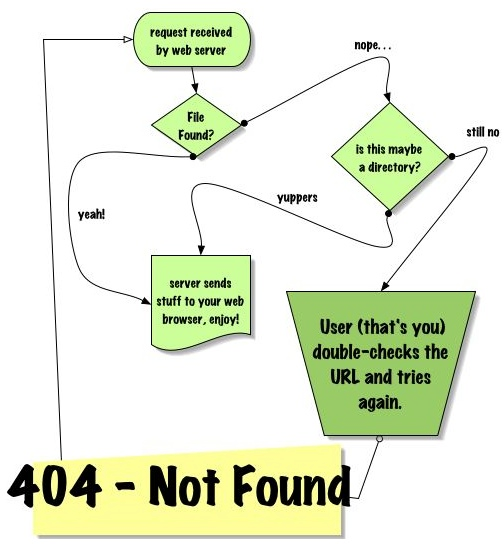 request received
by web server
nope...
File
Found?
still no
is this maybe
a directory?
yuppers
yeah!
server sends
stuff to your web
browser, enjoy!
User (that's you)
double-checks the
URL and tries
again.
404 - Not Found